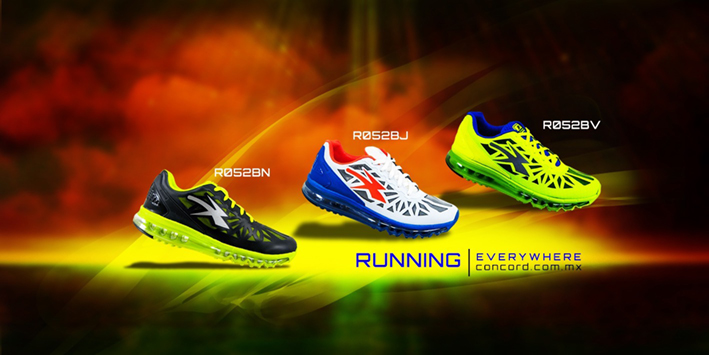 R052BV
R052BJ
R052BN
RUNNING
EVERYWHERE
concord.com.mx